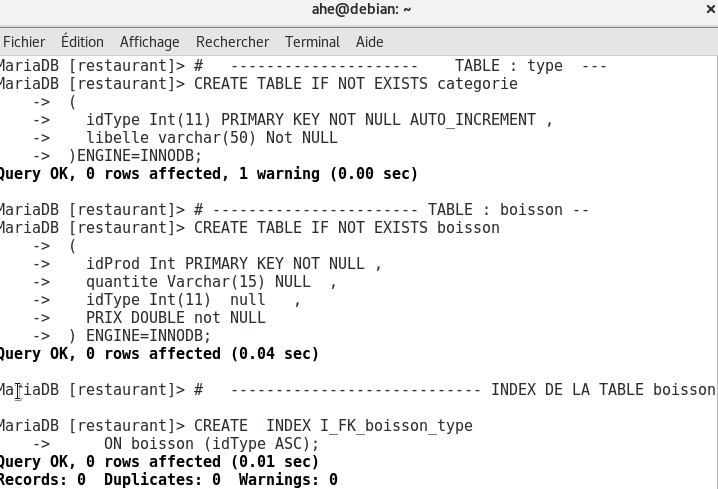 ahe@debian: ~ ×
Fichier Édition Affichage Rechercher Terminal Aide
MariaDB [restaurant]> #   ---------------------    TABLE : type  ---
MariaDB [restaurant]> CREATE TABLE IF NOT EXISTS categorie
    ->  (
    ->    idType Int(11) PRIMARY KEY NOT NULL AUTO_INCREMENT ,
    ->    libelle varchar(50) Not NULL
    ->  )ENGINE=INNODB;
Query OK, 0 rows affected, 1 warning (0.00 sec)
MariaDB [restaurant]> # ----------------------- TABLE : boisson --
MariaDB [restaurant]> CREATE TABLE IF NOT EXISTS boisson
    ->  (
    ->    idProd Int PRIMARY KEY NOT NULL ,
    ->    quantite Varchar(15) NULL  ,
    ->    idType Int(11)  null   ,
    ->    PRIX DOUBLE not NULL
    ->  ) ENGINE=INNODB;
Query OK, 0 rows affected (0.04 sec)
MariaDB [restaurant]> #   ---------------------------- INDEX DE LA TABLE boisson
MariaDB [restaurant]> CREATE  INDEX I_FK_boisson_type
    ->      ON boisson (idType ASC);
Query OK, 0 rows affected (0.01 sec)
Records: 0  Duplicates: 0  Warnings: 0